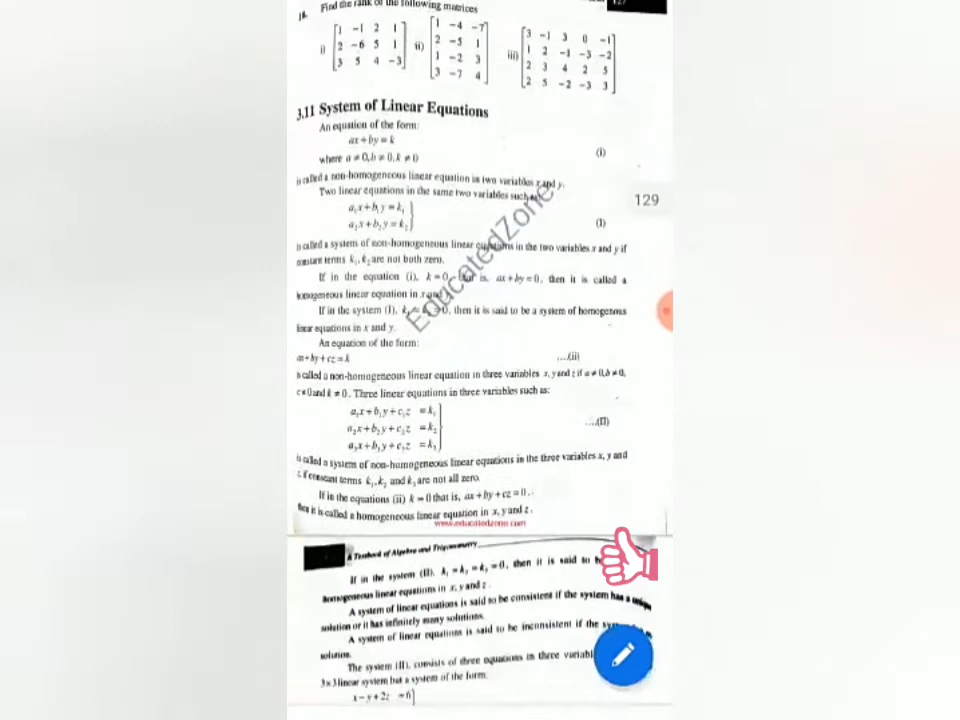 18. Find the rank of the following matrices
i) [1 -1 2 1 ii) [1 -4 -7 iii) [3 -1 3 0 -1
2 -6 5 1 2 -5 1 1 2 -1 -3 -2
3 5 4 -3] 1 -2 3 2 3 4 2 5
3 -7 4] 2 5 -2 -3 3]
3.11 System of Linear Equations
An equation of the form:
ax + by = k (i)
where a ≠ 0, b ≠ 0, k ≠ 0
is called a non-homogeneous linear equation in two variables x and y.
Two linear equations in the same two variables such as:
a₁x + b₁y = k₁
a₂x + b₂y = k₂ } (I)
129
is called a system of non-homogeneous linear equations in the two variables x and y if
constant terms k₁, k₂ are not both zero.
If in the equation (i), k = 0, that is, ax + by = 0, then it is called a
homogeneous linear equation in x and y.
If in the system (I), k₁ = k₂ = 0, then it is said to be a system of homogenous
linear equations in x and y.
An equation of the form:
ax + by + cz = k ....(ii)
is called a non-homogeneous linear equation in three variables x, y and z if a ≠ 0, b ≠ 0,
c ≠ 0 and k ≠ 0. Three linear equations in three variables such as:
a₁x + b₁y + c₁z = k₁
a₂x + b₂y + c₂z = k₂ } ....(II)
a₃x + b₃y + c₃z = k₃
is called a system of non-homogeneous linear equations in the three variables x, y and
z, if constant terms k₁, k₂ and k₃ are not all zero.
If in the equations (ii) k = 0 that is, ax + by + cz = 0.
then it is called a homogeneous linear equation in x, y and z.
www.educatedzone.com
EducatedZone
A Textbook of Algebra and Trigonometry
If in the system (II), k₁ = k₂ = k₃ = 0, then it is said to
homogeneous linear equations in x, y and z.
A system of linear equations is said to be consistent if the system has a unique
solution or it has infinitely many solutions.
A system of linear equations is said to be inconsistent if the
solution.
The system (II), consists of three equations in three
3×3 linear system but a system of the form:
x - y + 2z = 6]